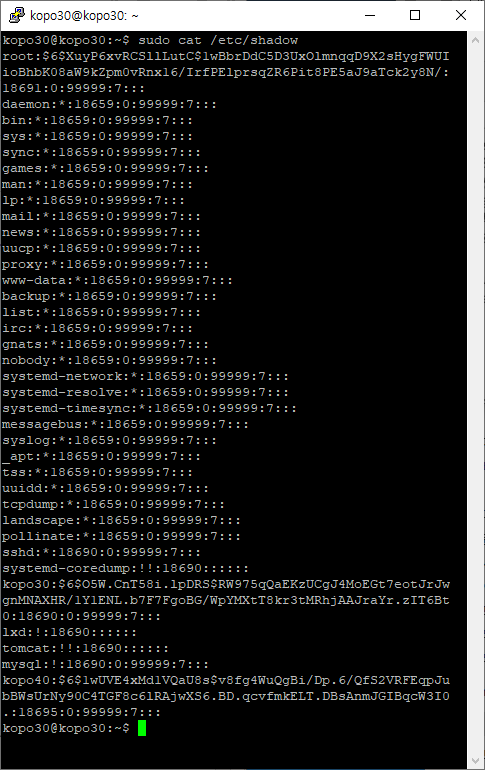 kopo30@kopo30: ~
kopo30@kopo30:~$ sudo cat /etc/shadow
root:$6$XuyP6xvRCSl1LutC$1wBbrDdC5D3UxOlmnqqD9X2sHygFWUI
ioBhbK08aW9kZpm0vRnx16/IrfPElprsqZR6Pit8PE5aJ9aTck2y8N/:
18691:0:99999:7:::
daemon:*:18659:0:99999:7:::
bin:*:18659:0:99999:7:::
sys:*:18659:0:99999:7:::
sync:*:18659:0:99999:7:::
games:*:18659:0:99999:7:::
man:*:18659:0:99999:7:::
lp:*:18659:0:99999:7:::
mail:*:18659:0:99999:7:::
news:*:18659:0:99999:7:::
uucp:*:18659:0:99999:7:::
proxy:*:18659:0:99999:7:::
www-data:*:18659:0:99999:7:::
backup:*:18659:0:99999:7:::
list:*:18659:0:99999:7:::
irc:*:18659:0:99999:7:::
gnats:*:18659:0:99999:7:::
nobody:*:18659:0:99999:7:::
systemd-network:*:18659:0:99999:7:::
systemd-resolve:*:18659:0:99999:7:::
systemd-timesync:*:18659:0:99999:7:::
messagebus:*:18659:0:99999:7:::
syslog:*:18659:0:99999:7:::
_apt:*:18659:0:99999:7:::
tss:*:18659:0:99999:7:::
uuidd:*:18659:0:99999:7:::
tcpdump:*:18659:0:99999:7:::
landscape:*:18659:0:99999:7:::
pollinate:*:18659:0:99999:7:::
sshd:*:18690:0:99999:7:::
systemd-coredump:!!:18690::::::
kopo30:$6$O5W.CnT58i.lpDRS$RW975qQaEKzUCgJ4MoEGt7eotJrJw
gnMNAXHR/1YlENL.b7F7FgoBG/WpYMXtT8kr3tMRhjAAJraYr.zIT6Bt
0:18690:0:99999:7:::
lxd:!:18690::::::
tomcat:!!:18690::::::
mysql:!:18690:0:99999:7:::
kopo40:$6$lwUVE4xMdlVQaU8s$v8fg4WuQgBi/Dp.6/QfS2VRFEqpJu
bBWsUrNy90C4TGF8c6lRAjwXS6.BD.qcvfmkELT.DBsAnmJGIBqcW3I0
.:18695:0:99999:7:::
kopo30@kopo30:~$